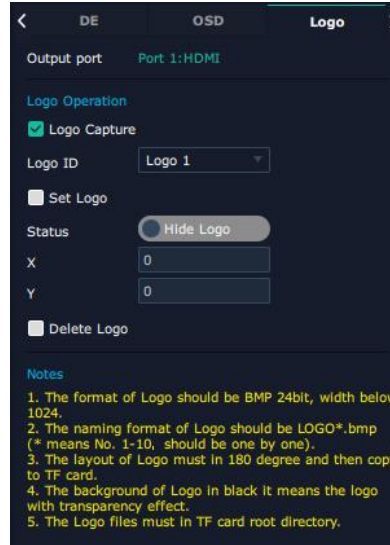 DE OSD Logo
Output port Port 1:HDMI
Logo Operation
Logo Capture
Logo ID Logo 1
Set Logo
Status Hide Logo
X 0
Y 0
Delete Logo
Notes
1. The format of Logo should be BMP 24bit, width below
1024.
2. The naming format of Logo should be LOGO*.bmp
(* means No. 1-10, should be one by one).
3. The layout of Logo must in 180 degree and then cop
to TF card.
4. The background of Logo in black it means the logo
with transparency effect.
5. The Logo files must in TF card root directory.